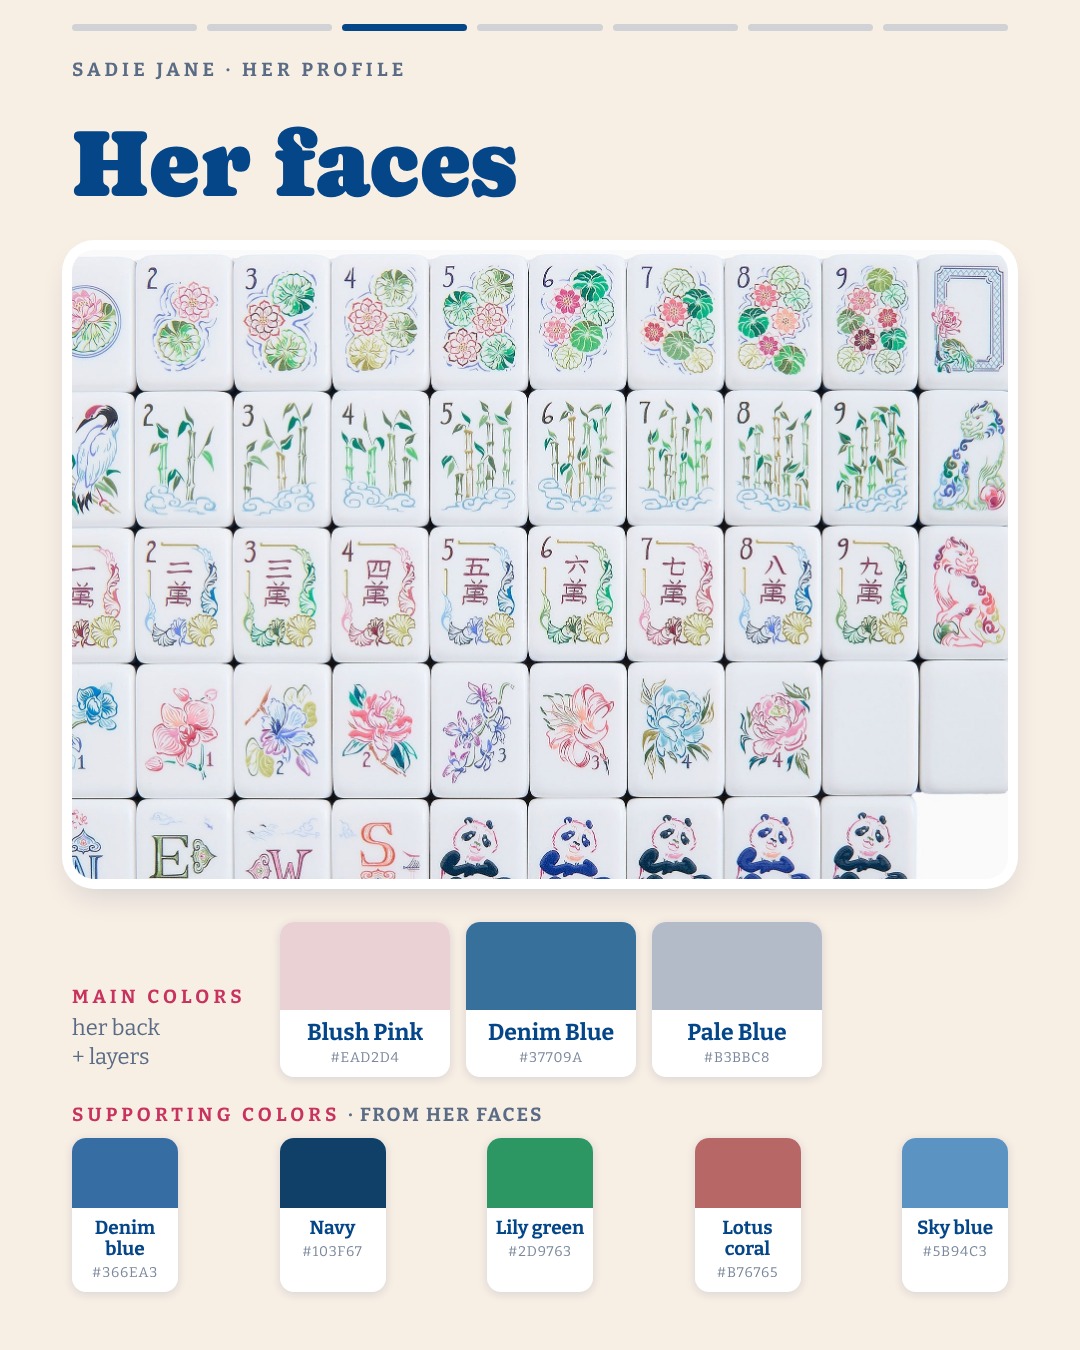 SADIE JANE · HER PROFILE
Her faces
2 3 4 5 6 7 8 9
2 3 4 5 6 7 8 9
一萬 2 二萬 3 三萬 4 四萬 5 五萬 6 六萬 7 七萬 8 八萬 9 九萬
1 1 2 2 3 3 4 4
N E W S
MAIN COLORS
her back
+ layers
Blush Pink
#EAD2D4
Denim Blue
#37709A
Pale Blue
#B3BBC8
SUPPORTING COLORS · FROM HER FACES
Denim
blue
#366EA3
Navy
#103F67
Lily green
#2D9763
Lotus
coral
#B76765
Sky blue
#5B94C3